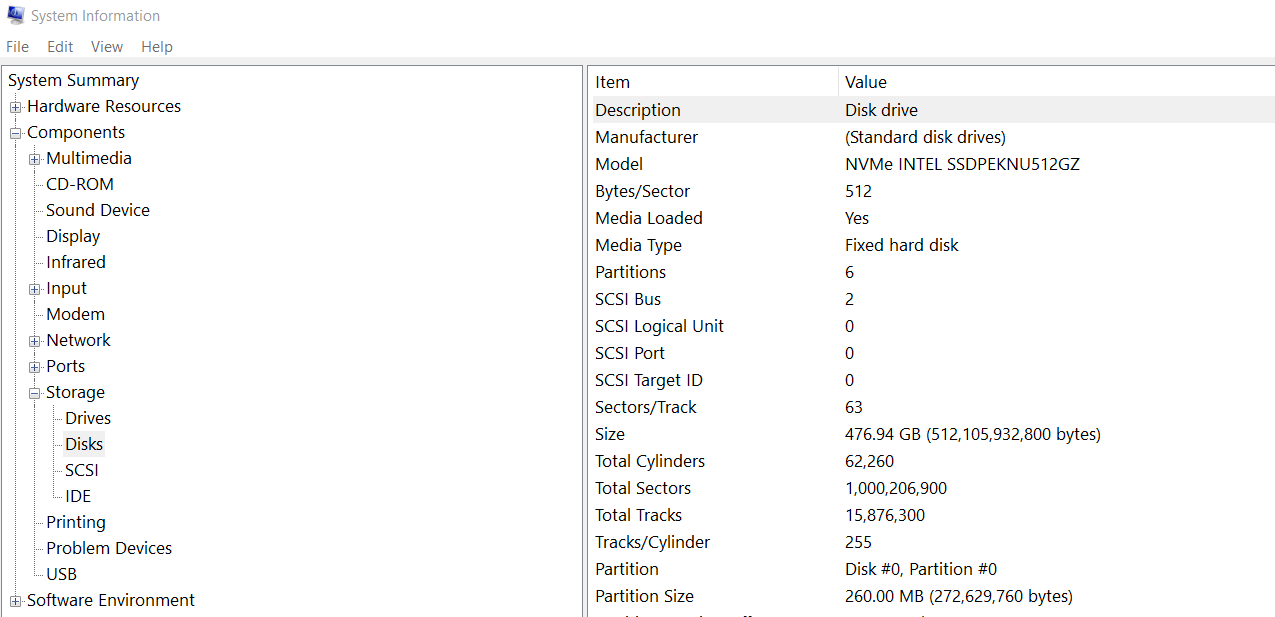 System Information
File Edit View Help
System Summary
Hardware Resources
Components
Multimedia
CD-ROM
Sound Device
Display
Infrared
Input
Modem
Network
Ports
Storage
Drives
Disks
SCSI
IDE
Printing
Problem Devices
USB
Software Environment
Item Value
Description Disk drive
Manufacturer (Standard disk drives)
Model NVMe INTEL SSDPEKNU512GZ
Bytes/Sector 512
Media Loaded Yes
Media Type Fixed hard disk
Partitions 6
SCSI Bus 2
SCSI Logical Unit 0
SCSI Port 0
SCSI Target ID 0
Sectors/Track 63
Size 476.94 GB (512,105,932,800 bytes)
Total Cylinders 62,260
Total Sectors 1,000,206,900
Total Tracks 15,876,300
Tracks/Cylinder 255
Partition Disk #0, Partition #0
Partition Size 260.00 MB (272,629,760 bytes)